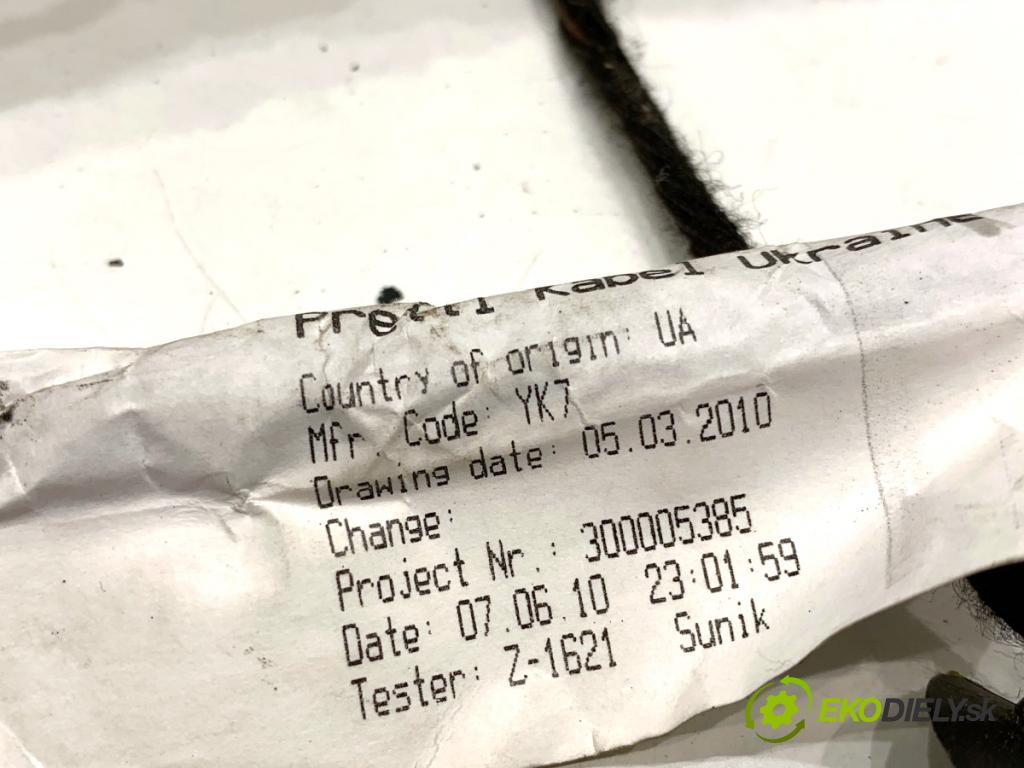 Prettl Kabel Ukraine
Country of origin: UA
Mfr. Code: YK7
Drawing date: 05.03.2010
Change:
Project Nr.: 300005385
Date: 07.06.10 23:01:59
Tester: Z-1621 Sunik
EKODIELY.sk